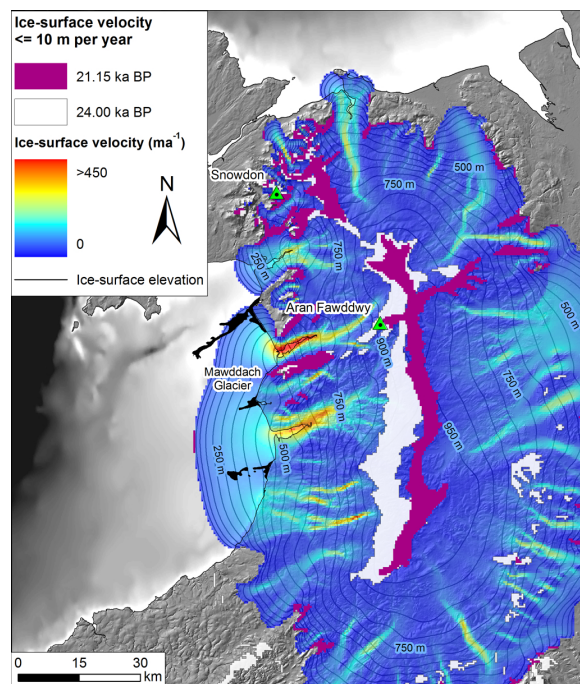 Ice-surface velocity
<= 10 m per year
21.15 ka BP
24.00 ka BP
Ice-surface velocity (ma⁻¹)
>450
0
N
Ice-surface elevation
Snowdon
750 m
500 m
250 m
750 m
Aran Fawddwy
900 m
Mawddach
Glacier
750 m
750 m
950 m
250 m
500 m
750 m
0
15
30
km